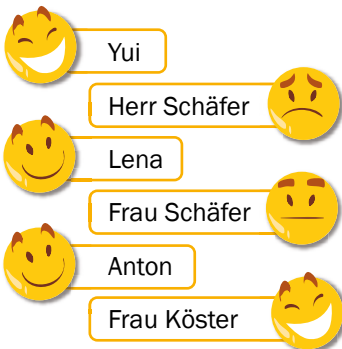 Yui
Herr Schäfer
Lena
Frau Schäfer
Anton
Frau Köster